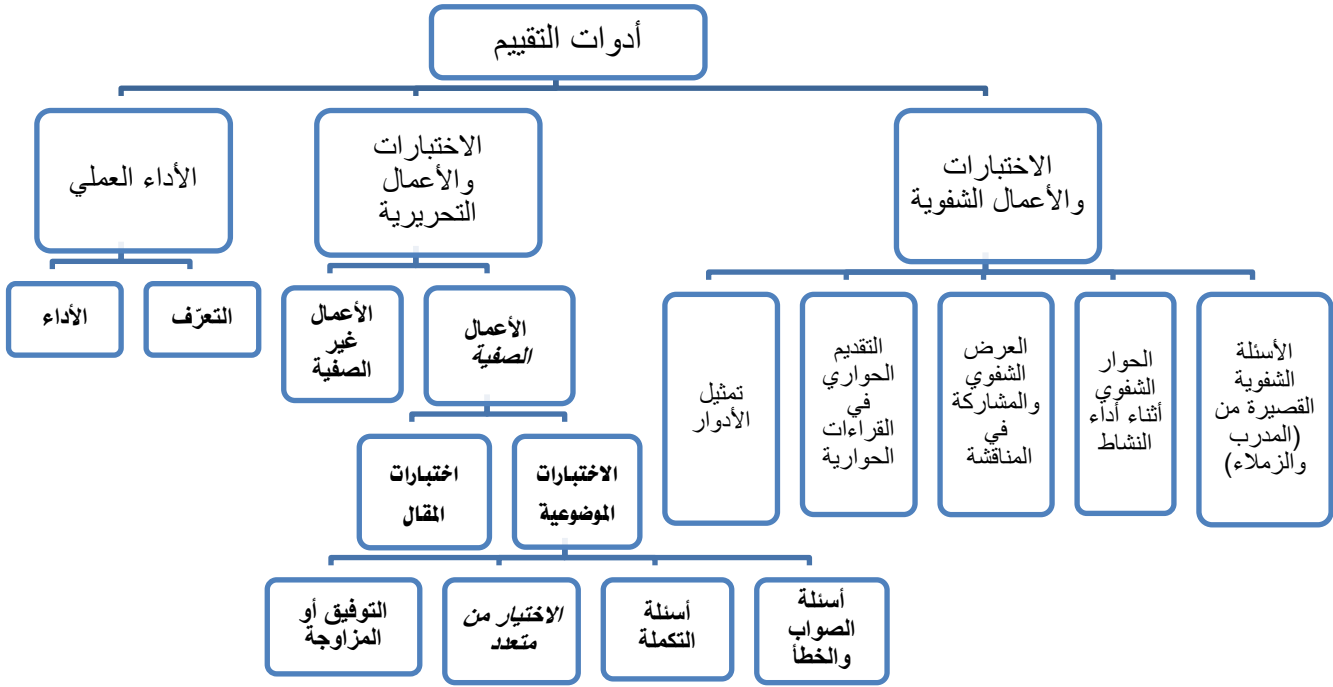 أدوات التقييم
الاختبارات
والأعمال الشفوية
الاختبارات
والأعمال
التحريرية
الأداء العملي
الأسئلة
الشفوية
القصيرة من
(المدرب
والزملاء)
الحوار
الشفوي
أثناء أداء
النشاط
العرض
الشفوي
والمشاركة
في
المناقشة
التقديم
الحواري
في
القراءات
الحوارية
تمثيل
الأدوار
الأعمال
الصفية
الأعمال
غير
الصفية
التعرّف
الأداء
الاختبارات
الموضوعية
اختبارات
المقال
أسئلة
الصواب
والخطأ
أسئلة
التكملة
الاختيار من
متعدد
التوفيق أو
المزاوجة